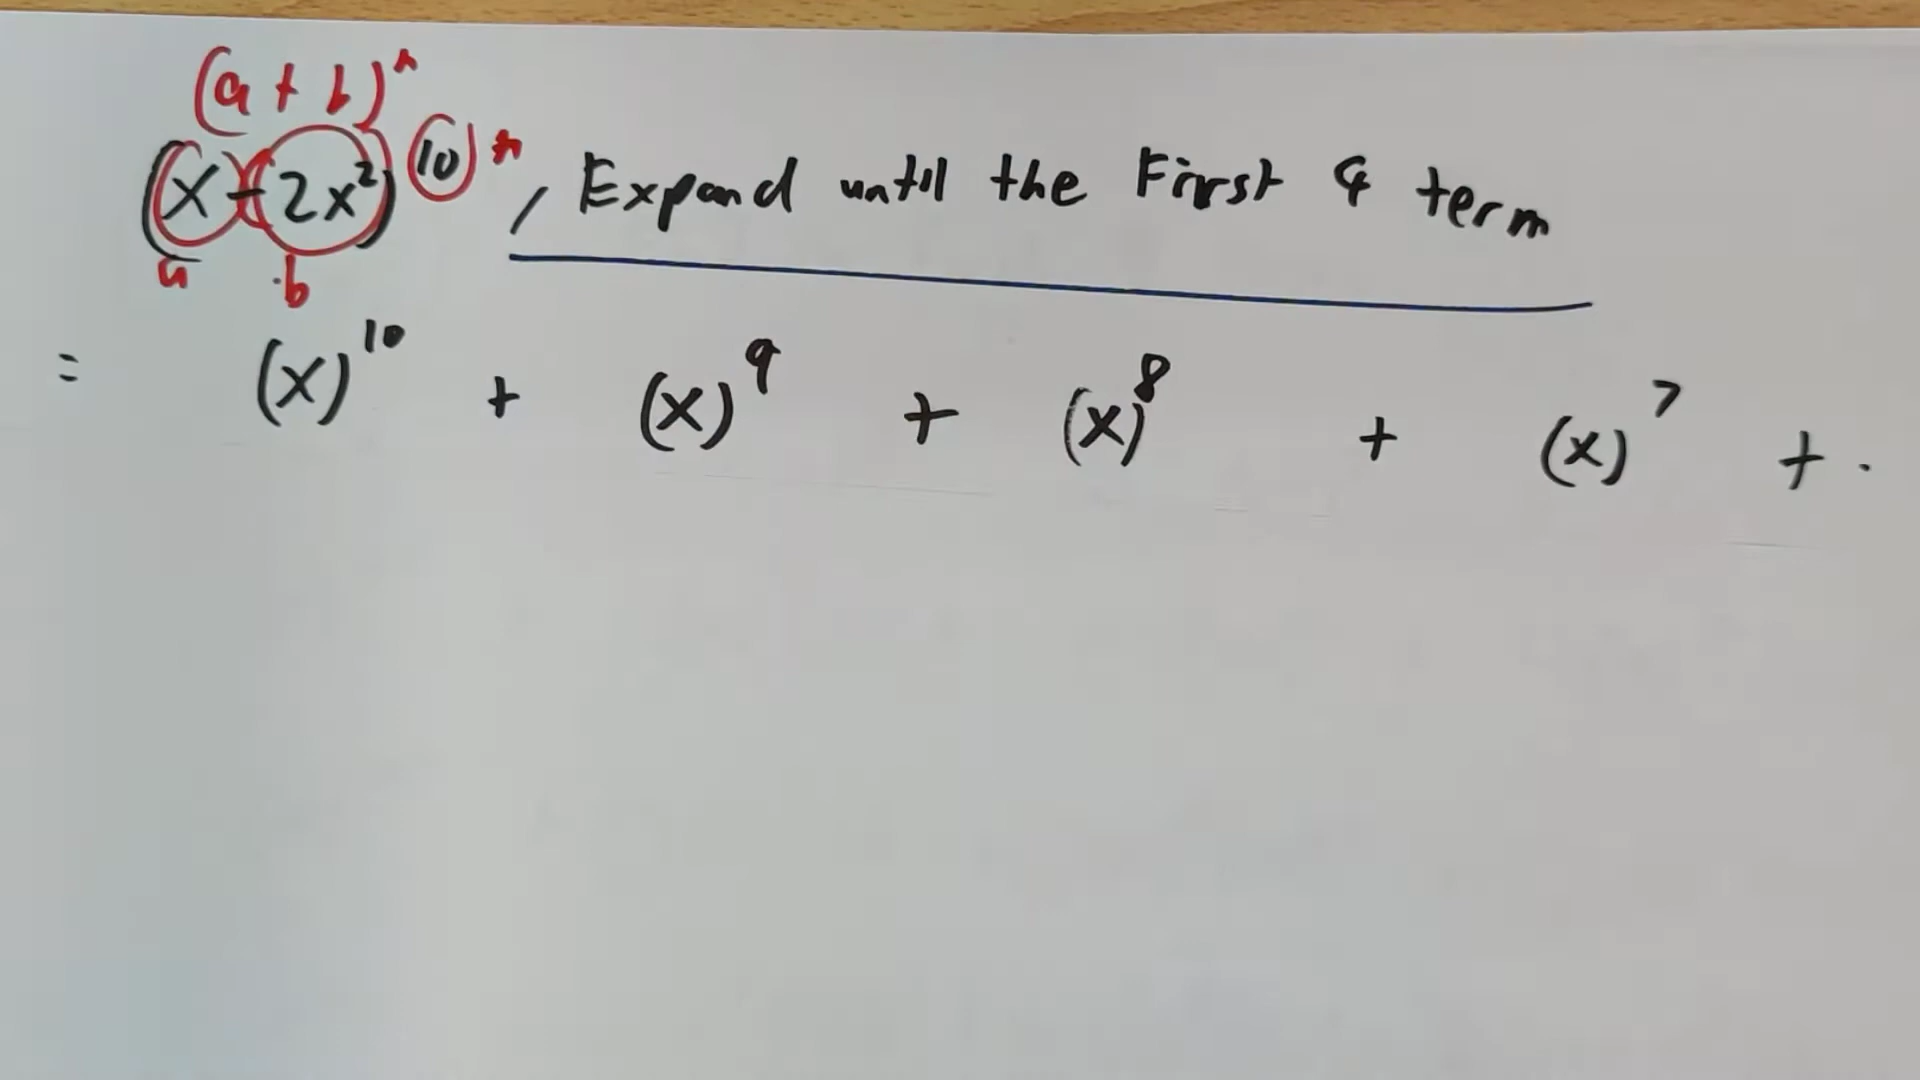 (a + b)ⁿ
(x - 2x²)¹⁰ n, Expand until the First 4 term
a b
= (x)¹⁰ + (x)⁹ + (x)⁸ + (x)⁷ + .